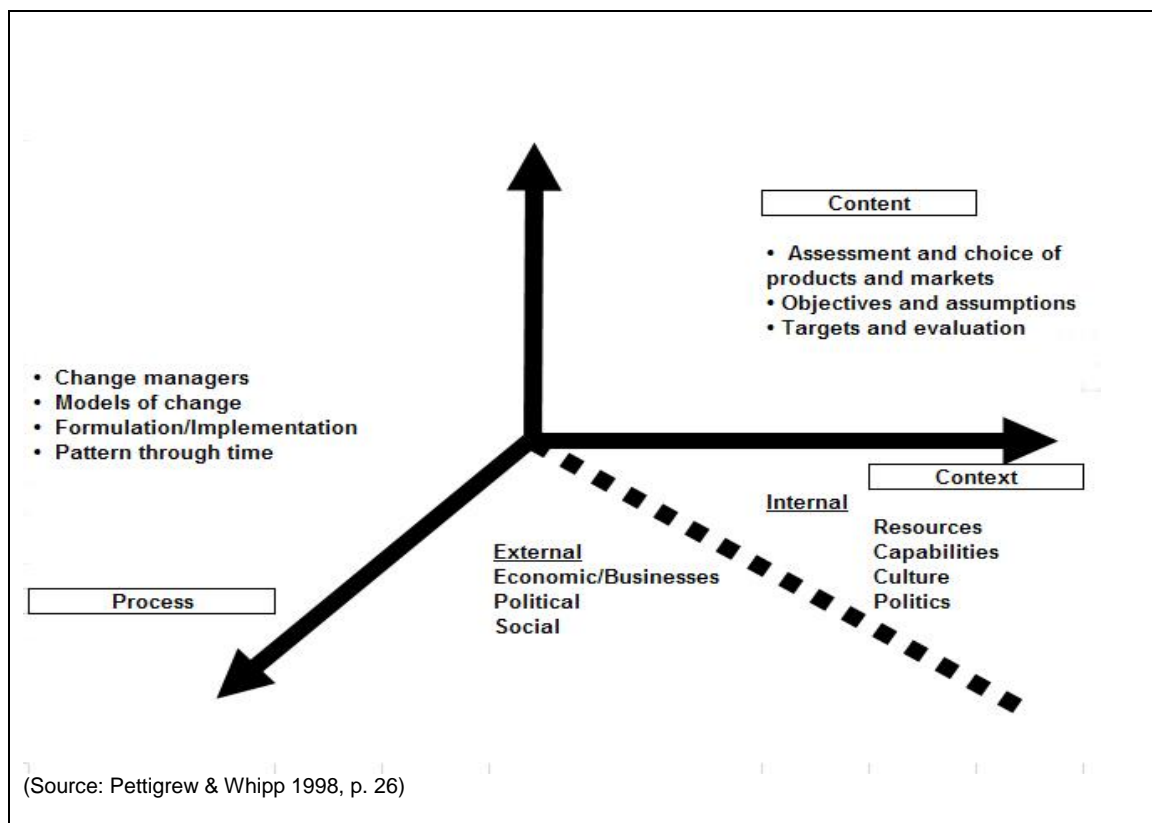 Content
• Assessment and choice of
products and markets
• Objectives and assumptions
• Targets and evaluation
• Change managers
• Models of change
• Formulation/Implementation
• Pattern through time
Context
Internal
Resources
Capabilities
Culture
Politics
External
Economic/Businesses
Political
Social
Process
(Source: Pettigrew & Whipp 1998, p. 26)